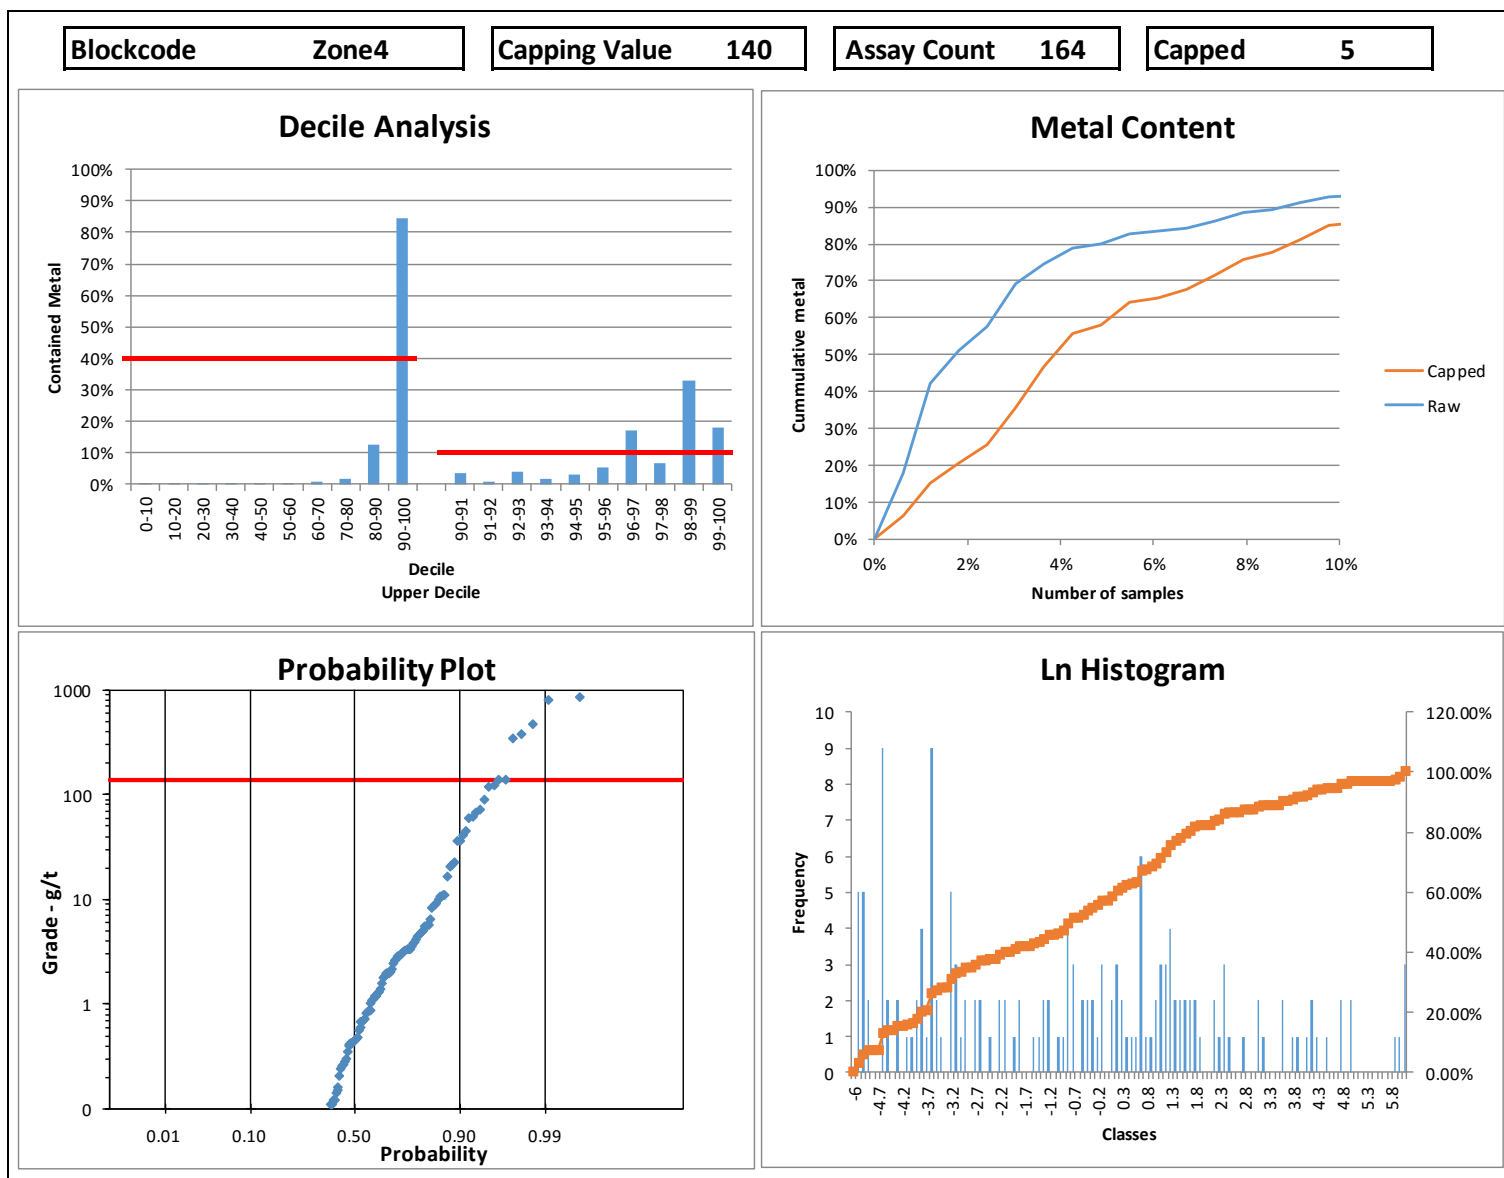 Blockcode Zone4 Capping Value 140 Assay Count 164 Capped 5
Decile Analysis
100%
90%
80%
70%
60%
50%
40%
30%
20%
10%
0%
Contained Metal
0-10 10-20 20-30 30-40 40-50 50-60 60-70 70-80 80-90 90-100 90-91 91-92 92-93 93-94 94-95 95-96 96-97 97-98 98-99 99-100
Decile
Upper Decile
Metal Content
100%
90%
80%
70%
60%
50%
40%
30%
20%
10%
0%
Cummulative metal
0% 2% 4% 6% 8% 10%
Number of samples
Capped
Raw
Probability Plot
1000
100
10
1
0
Grade - g/t
0.01 0.10 0.50 0.90 0.99
Probability
Ln Histogram
10
9
8
7
6
5
4
3
2
1
0
Frequency
120.00%
100.00%
80.00%
60.00%
40.00%
20.00%
0.00%
-6 -4.7 -4.2 -3.7 -3.2 -2.7 -2.2 -1.7 -1.2 -0.7 -0.2 0.3 0.8 1.3 1.8 2.3 2.8 3.3 3.8 4.3 4.8 5.3 5.8
Classes